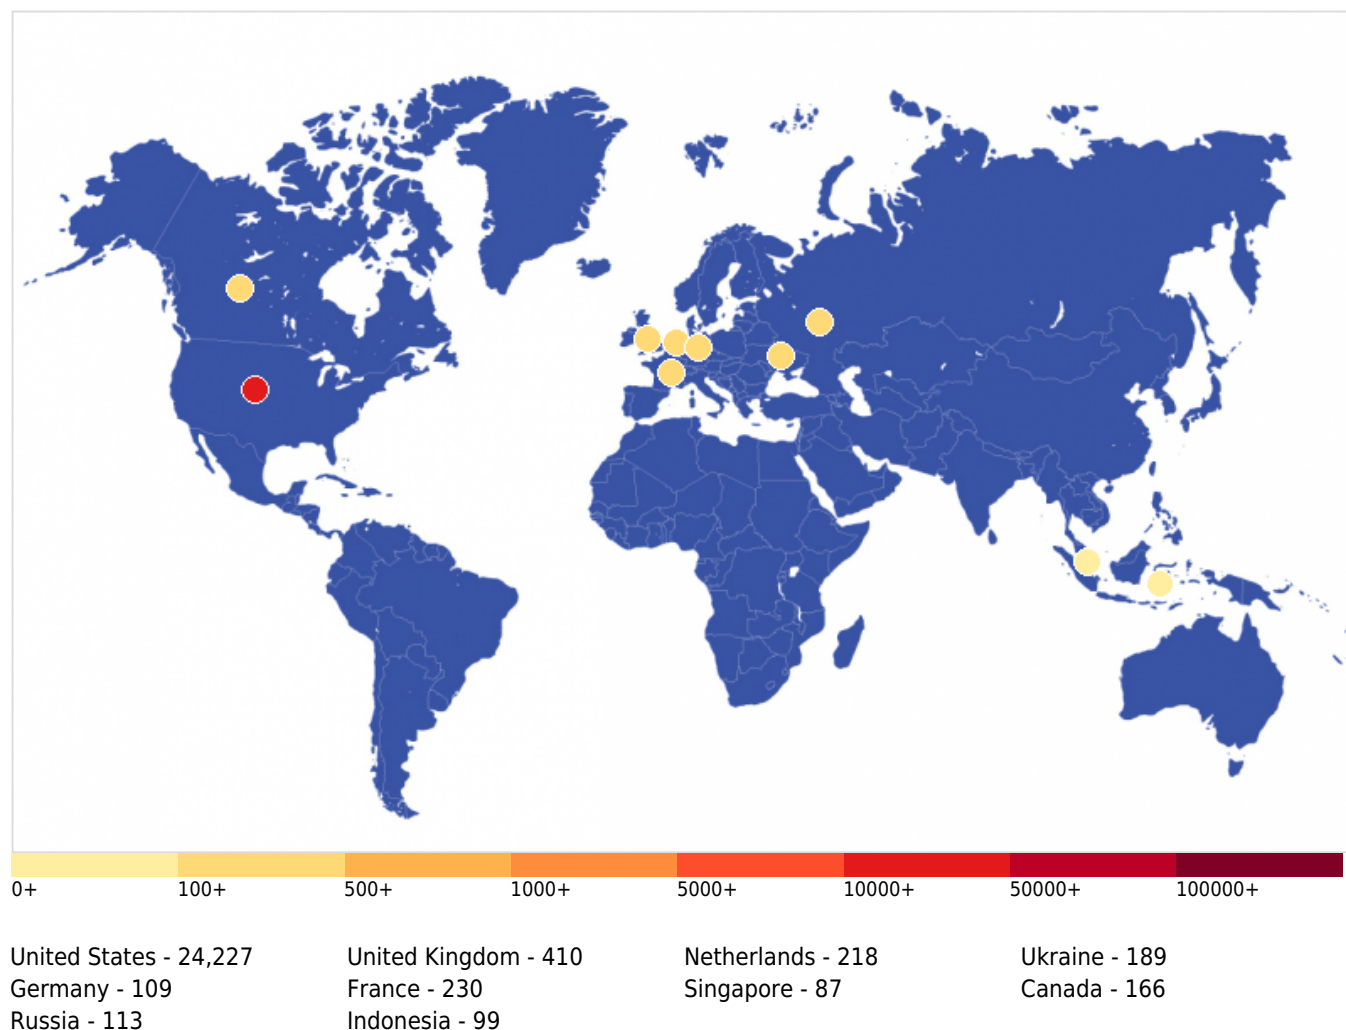 0+ 100+ 500+ 1000+ 5000+ 10000+ 50000+ 100000+
United States - 24,227 United Kingdom - 410 Netherlands - 218 Ukraine - 189
Germany - 109 France - 230 Singapore - 87 Canada - 166
Russia - 113 Indonesia - 99